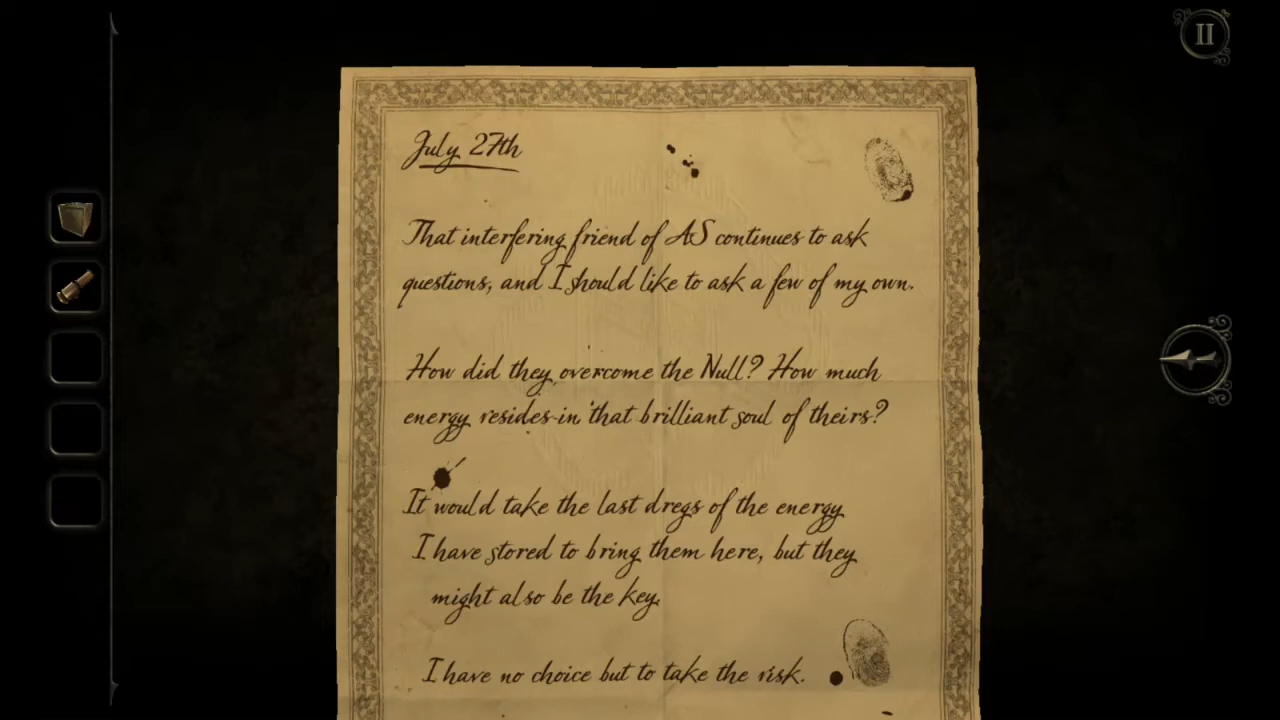 II
July 27th
That interfering friend of AS continues to ask
questions, and I should like to ask a few of my own.
How did they overcome the Null? How much
energy resides in that brilliant soul of theirs?
It would take the last dregs of the energy
I have stored to bring them here, but they
might also be the key.
I have no choice but to take the risk.